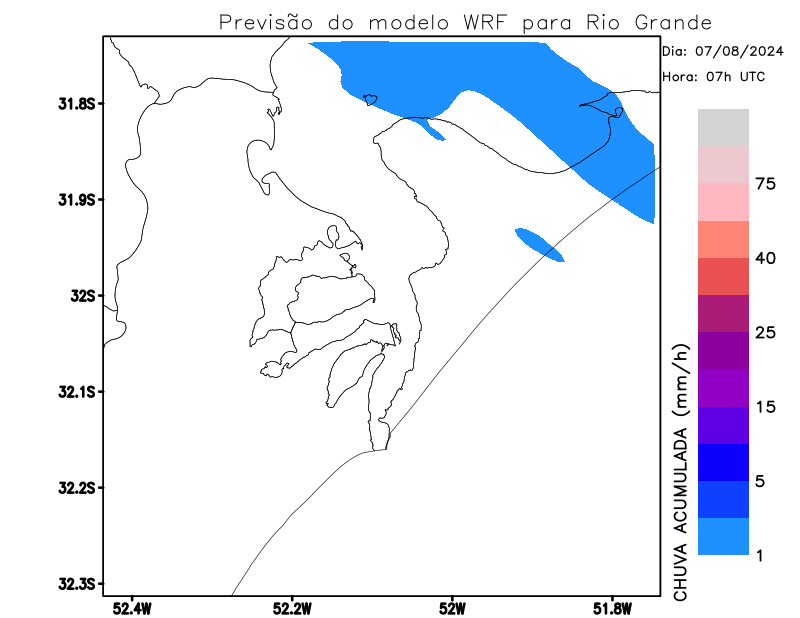 Previsão do modelo WRF para Rio Grande
Dia: 07/08/2024
Hora: 07h UTC
31.8S
31.9S
32S
32.1S
32.2S
32.3S
52.4W
52.2W
52W
51.8W
75
40
25
15
5
1
CHUVA ACUMULADA (mm/h)